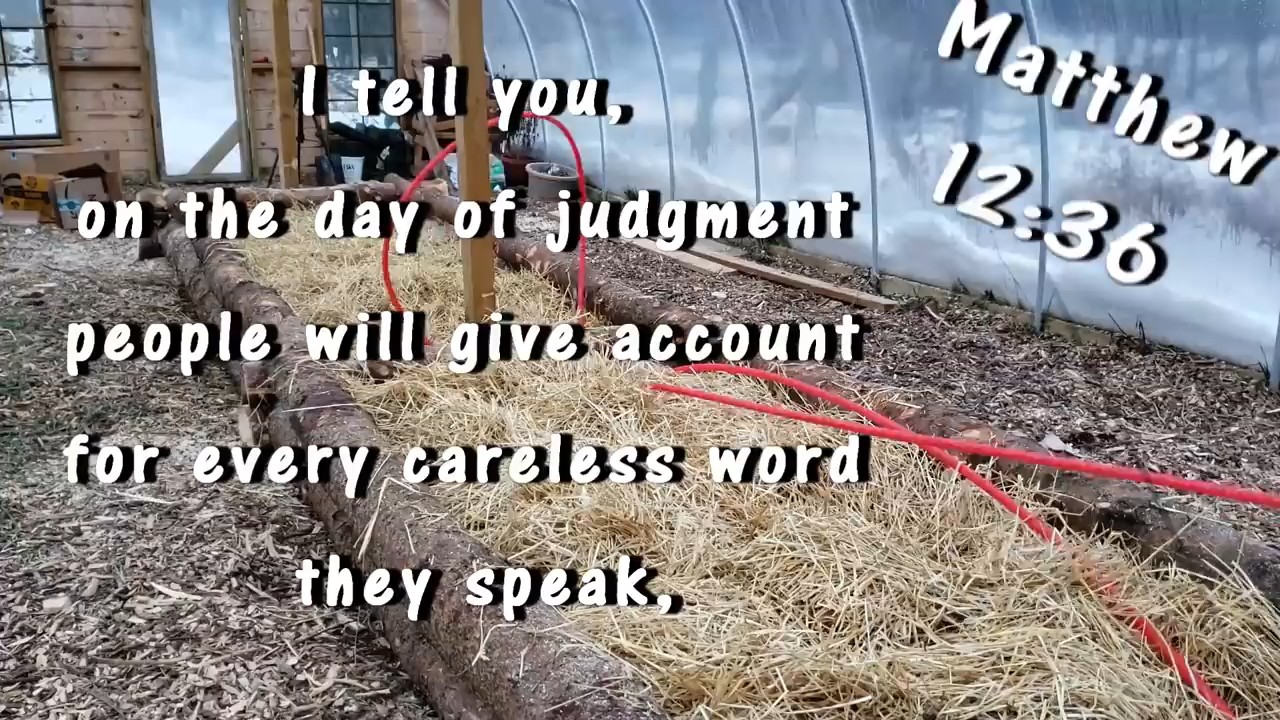 I tell you,
on the day of judgment
people will give account
for every careless word
they speak,
Matthew
12:36